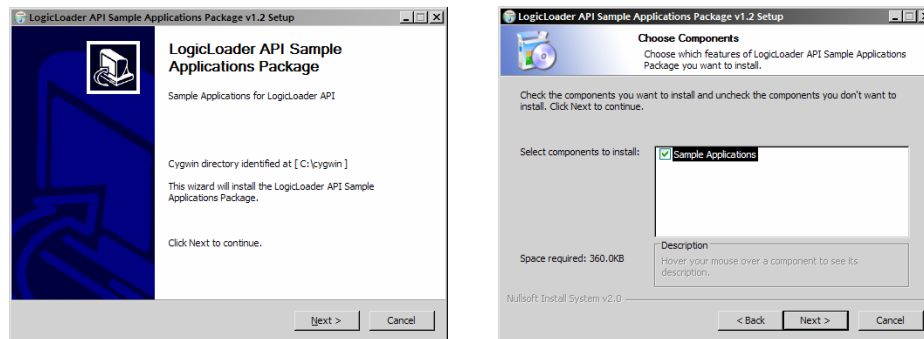 LogicLoader API Sample Applications Package v1.2 Setup
LogicLoader API Sample
Applications Package
Sample Applications for LogicLoader API
Cygwin directory identified at [ C:\cygwin ]
This wizard will install the LogicLoader API Sample
Applications Package.
Click Next to continue.
Next >
Cancel
LogicLoader API Sample Applications Package v1.2 Setup
Choose Components
Choose which features of LogicLoader API Sample Applications
Package you want to install.
Check the components you want to install and uncheck the components you don't want to
install. Click Next to continue.
Select components to install:
Sample Applications
Space required: 360.0KB
Description
Hover your mouse over a component to see its
description.
Nullsoft Install System v2.0
< Back
Next >
Cancel